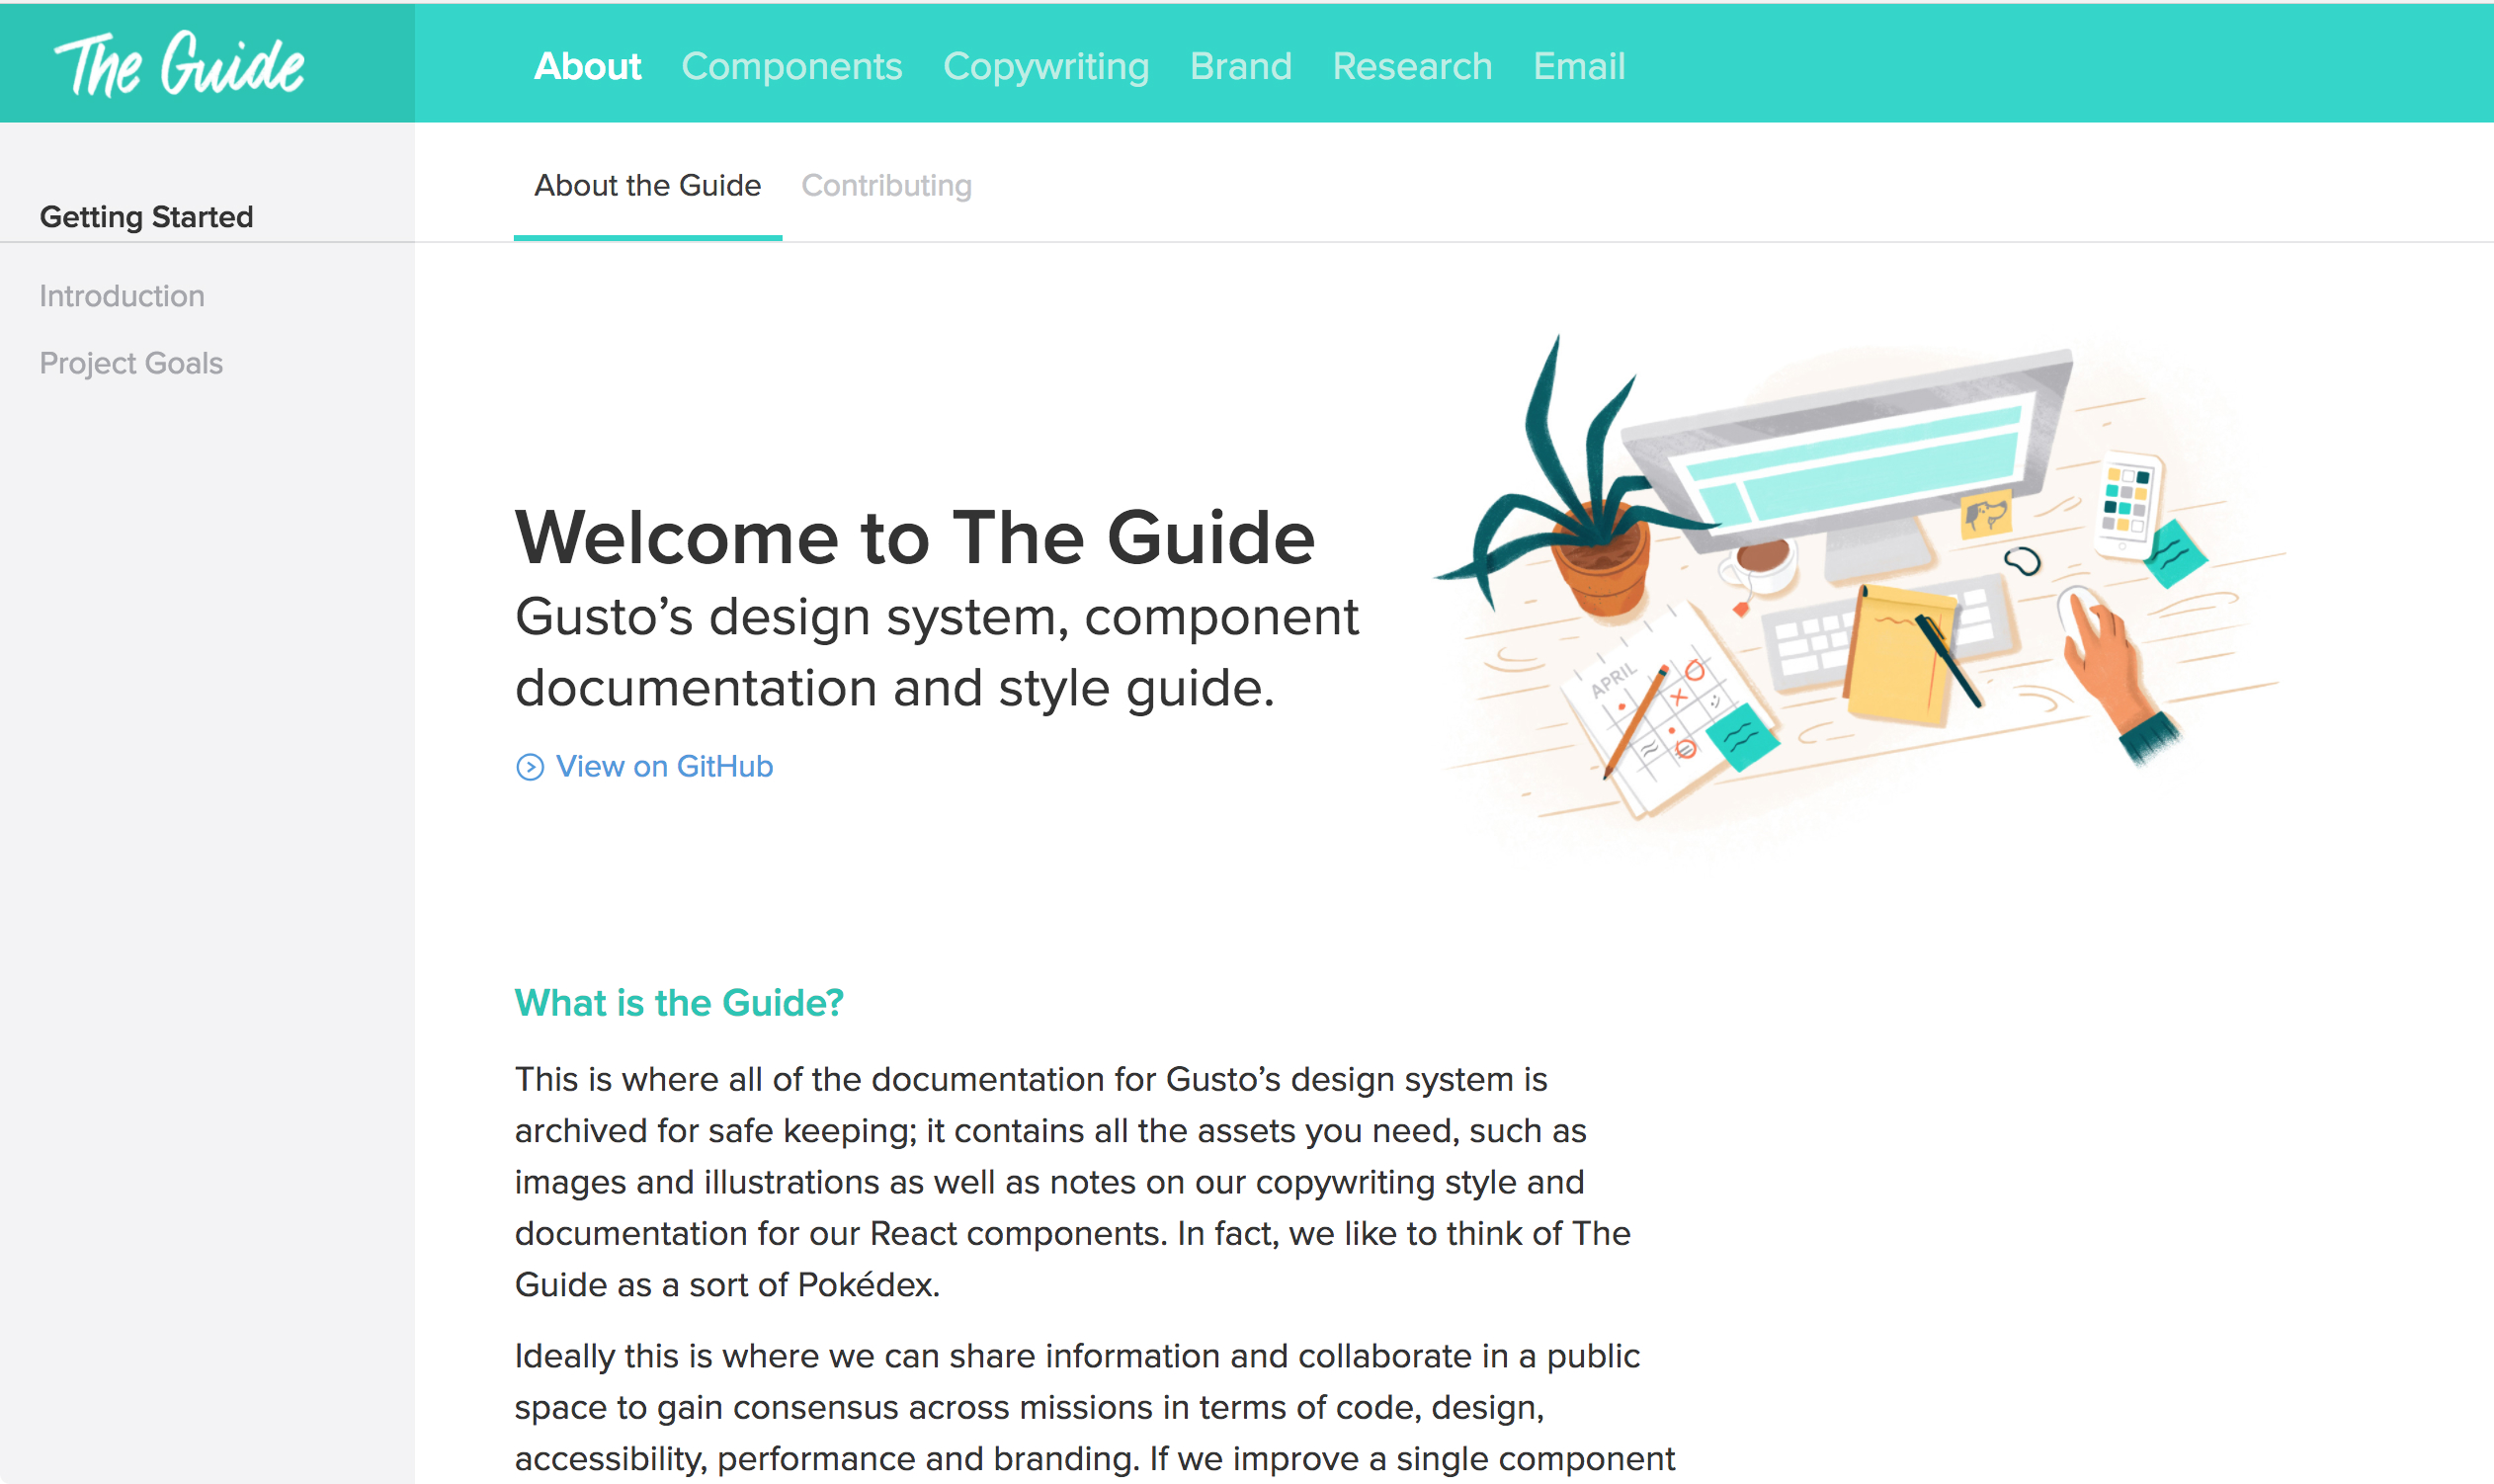 The Guide
About Components Copywriting Brand Research Email
About the Guide Contributing
Getting Started
Introduction
Project Goals
Welcome to The Guide
Gusto’s design system, component
documentation and style guide.
View on GitHub
APRIL
What is the Guide?
This is where all of the documentation for Gusto’s design system is
archived for safe keeping; it contains all the assets you need, such as
images and illustrations as well as notes on our copywriting style and
documentation for our React components. In fact, we like to think of The
Guide as a sort of Pokédex.
Ideally this is where we can share information and collaborate in a public
space to gain consensus across missions in terms of code, design,
accessibility, performance and branding. If we improve a single component